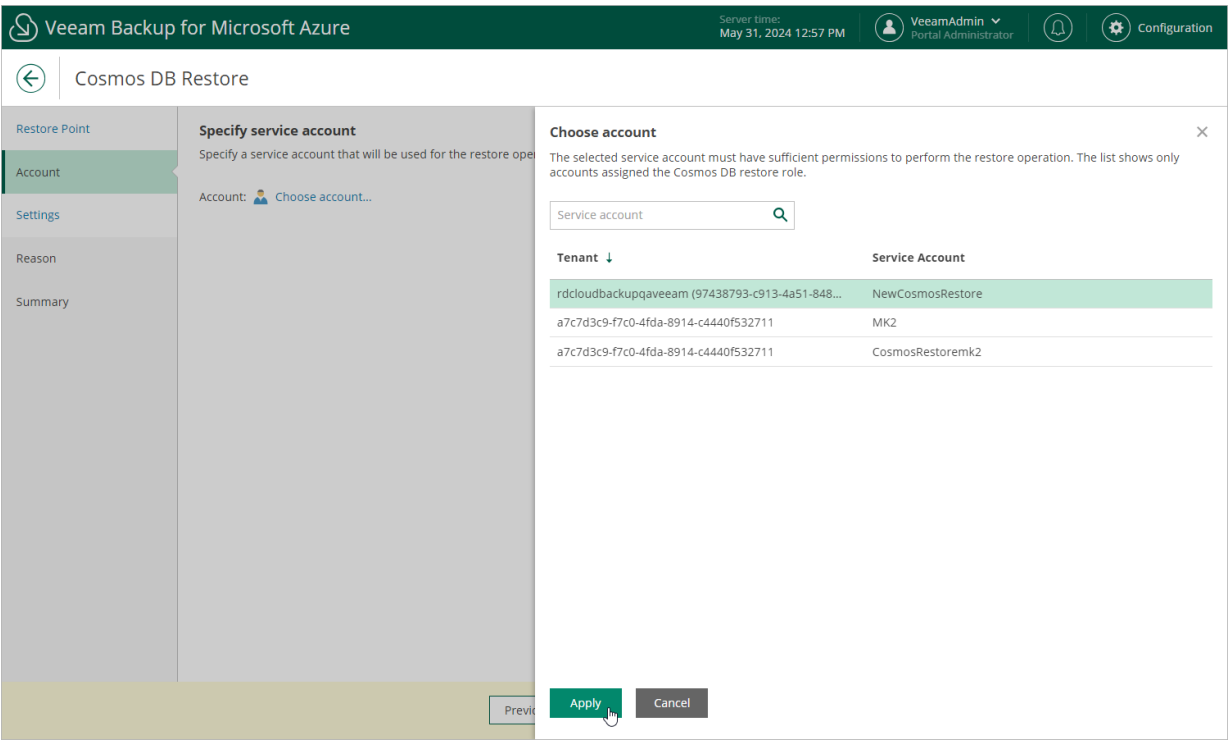 Veeam Backup for Microsoft Azure
Server time:
May 31, 2024 12:57 PM
VeeamAdmin
Portal Administrator
Configuration
Cosmos DB Restore
Restore Point
Account
Settings
Reason
Summary
Specify service account
Specify a service account that will be used for the restore oper
Account: Choose account...
Previo
Choose account
The selected service account must have sufficient permissions to perform the restore operation. The list shows only
accounts assigned the Cosmos DB restore role.
Service account
Tenant ↓ Service Account
rdcloudbackupqaveeam (97438793-c913-4a51-848... NewCosmosRestore
a7c7d3c9-f7c0-4fda-8914-c4440f532711 MK2
a7c7d3c9-f7c0-4fda-8914-c4440f532711 CosmosRestoremk2
Apply Cancel